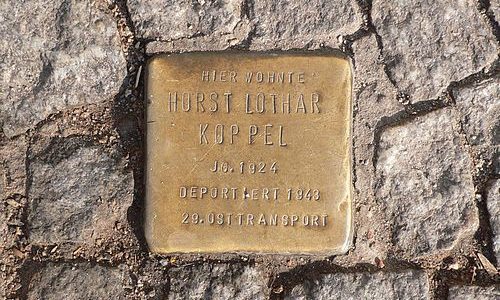 HIER WOHNTE
HORST LOTHAR
KOPPEL
JG. 1924
DEPORTIERT 1943
29. OSTTRANSPORT